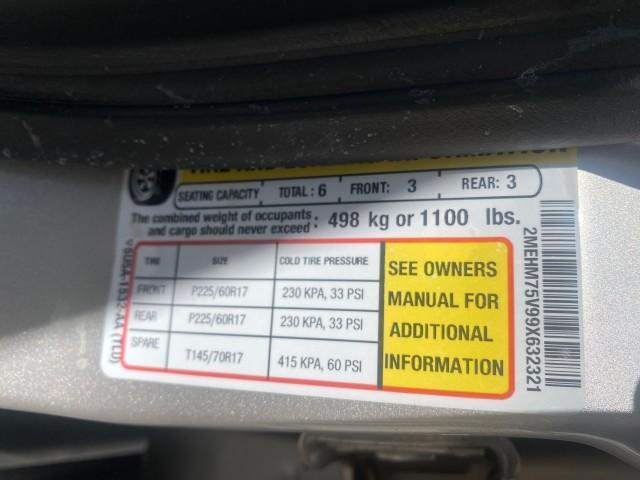 SEATING CAPACITY TOTAL : 6 FRONT: 3 REAR: 3
The combined weight of occupants and cargo should never exceed : 498 kg or 1100 lbs.
TIRE SIZE COLD TIRE PRESSURE
FRONT P225/60R17 230 KPA, 33 PSI
REAR P225/60R17 230 KPA, 33 PSI
SPARE T145/70R17 415 KPA, 60 PSI
SEE OWNERS
MANUAL FOR
ADDITIONAL
INFORMATION
2MEHM75V99X632321